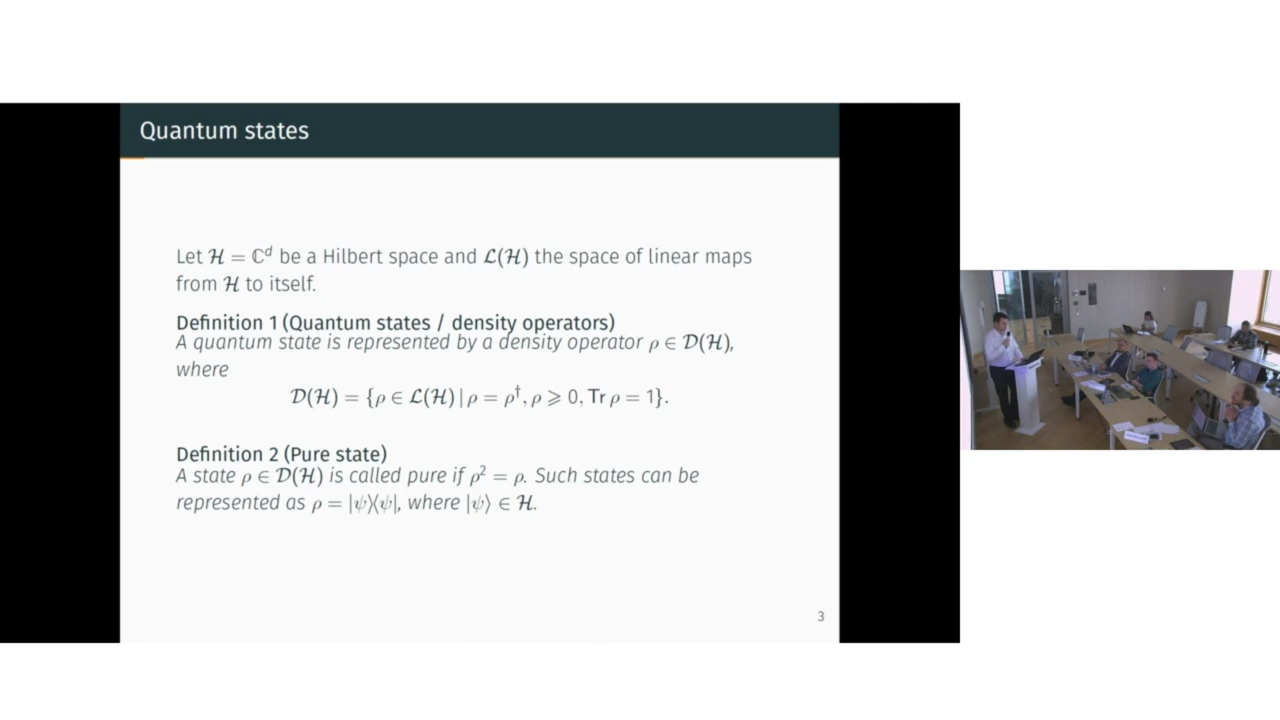 Quantum states
Let ℋ = ℂᵈ be a Hilbert space and ℒ(ℋ) the space of linear maps
from ℋ to itself.
Definition 1 (Quantum states / density operators)
A quantum state is represented by a density operator ρ ∈ 𝒟(ℋ),
where
𝒟(ℋ) = {ρ ∈ ℒ(ℋ) | ρ = ρ†, ρ ⩾ 0, Tr ρ = 1}.
Definition 2 (Pure state)
A state ρ ∈ 𝒟(ℋ) is called pure if ρ² = ρ. Such states can be
represented as ρ = |ψ⟩⟨ψ|, where |ψ⟩ ∈ ℋ.
3